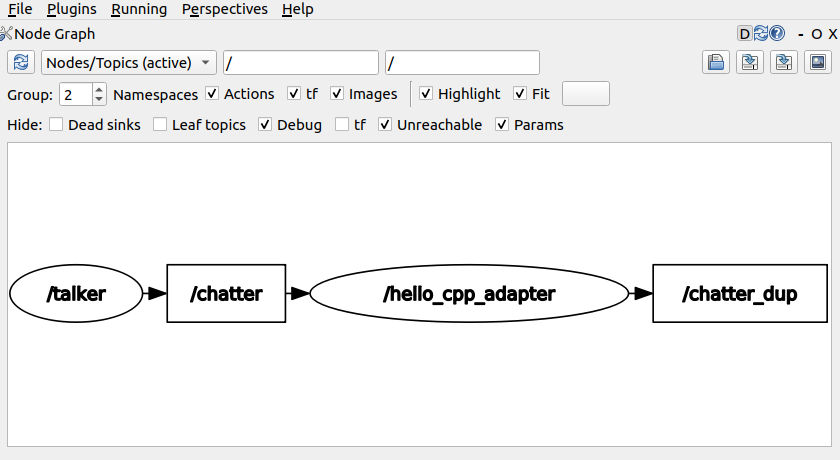 File Plugins Running Perspectives Help
Node Graph D - O X
Nodes/Topics (active) / /
Group: 2 Namespaces Actions tf Images Highlight Fit
Hide: Dead sinks Leaf topics Debug tf Unreachable Params
/talker /chatter /hello_cpp_adapter /chatter_dup